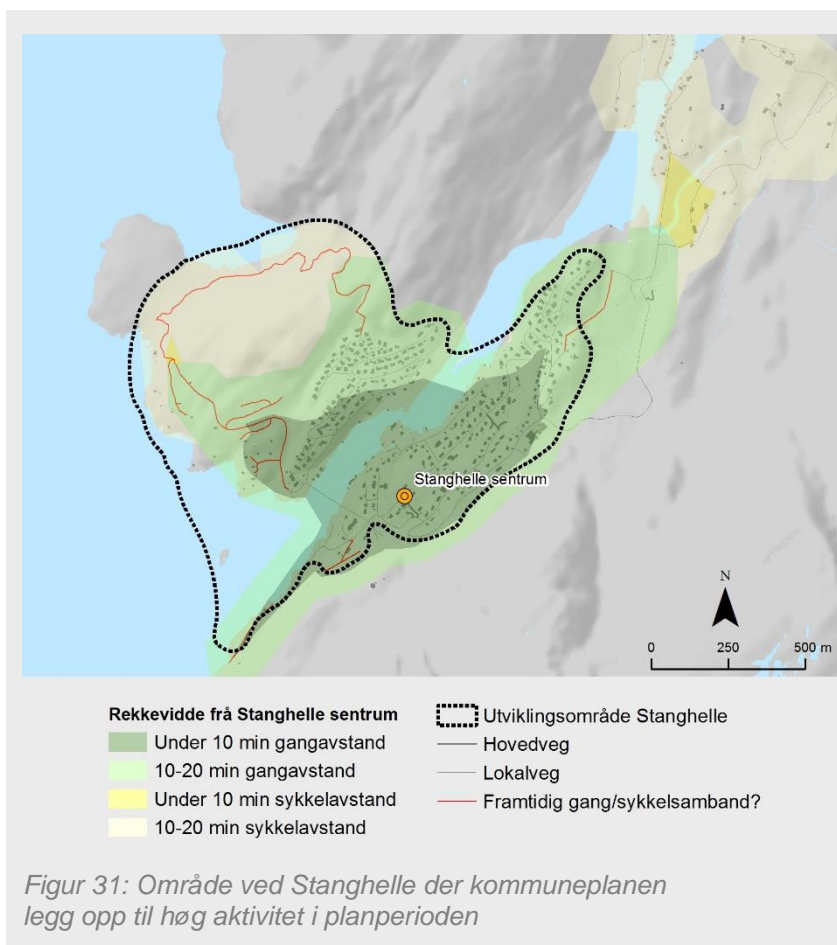 Stanghelle sentrum
N
0 250 500 m
Rekkevidde frå Stanghelle sentrum
Under 10 min gangavstand
10-20 min gangavstand
Under 10 min sykkelavstand
10-20 min sykkelavstand
Utviklingsområde Stanghelle
Hovedveg
Lokalveg
Framtidig gang/sykkelsamband?
Figur 31: Område ved Stanghelle der kommuneplanen
legg opp til høg aktivitet i planperioden